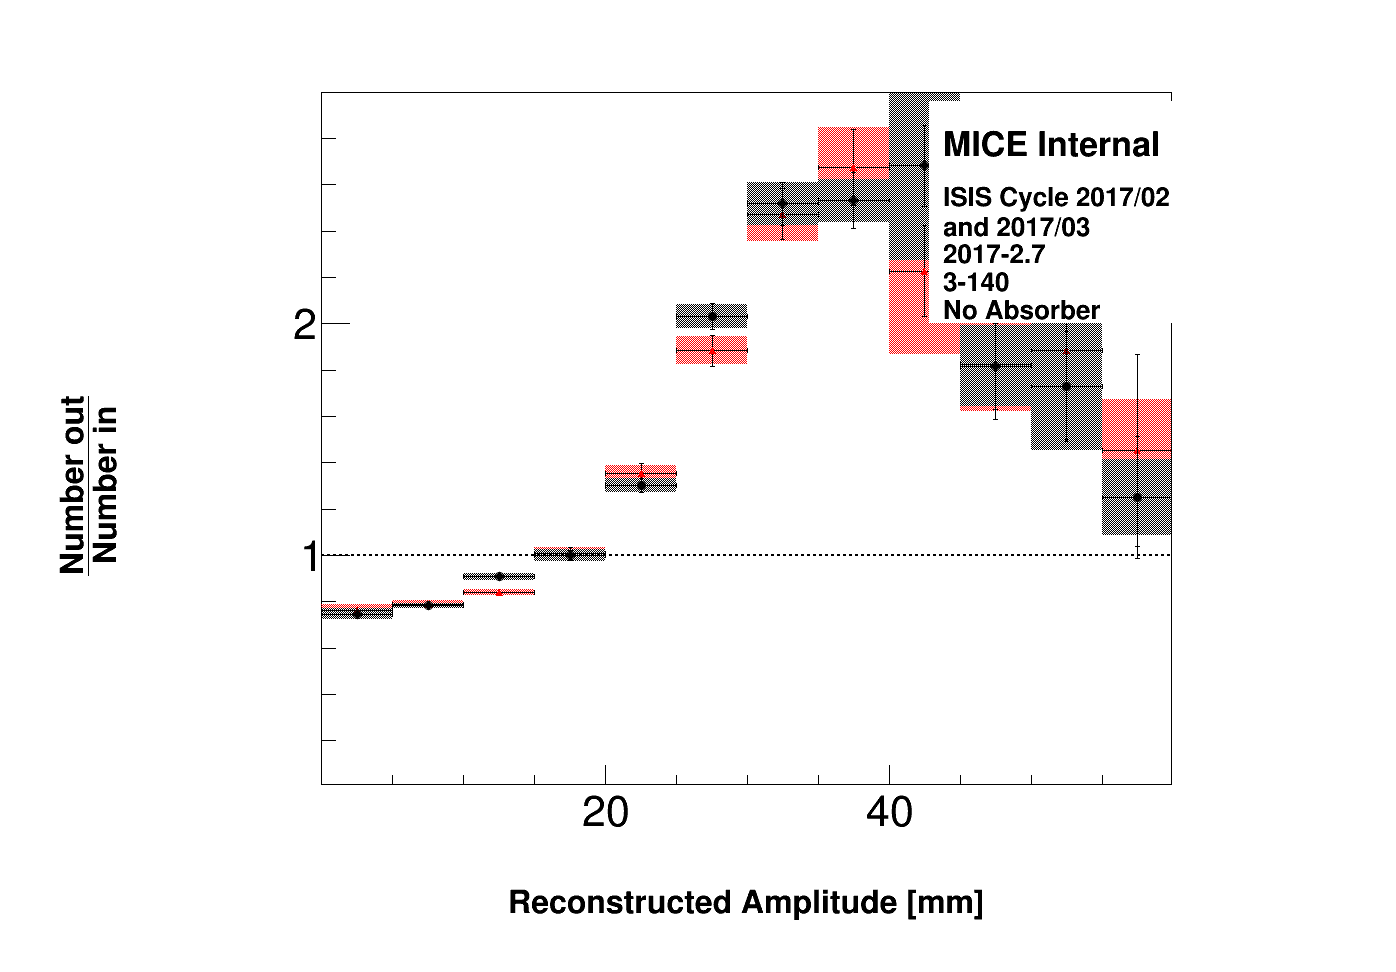 MICE Internal
ISIS Cycle 2017/02
and 2017/03
2017-2.7
3-140
No Absorber
2
1
Number out
Number in
20 40
Reconstructed Amplitude [mm]